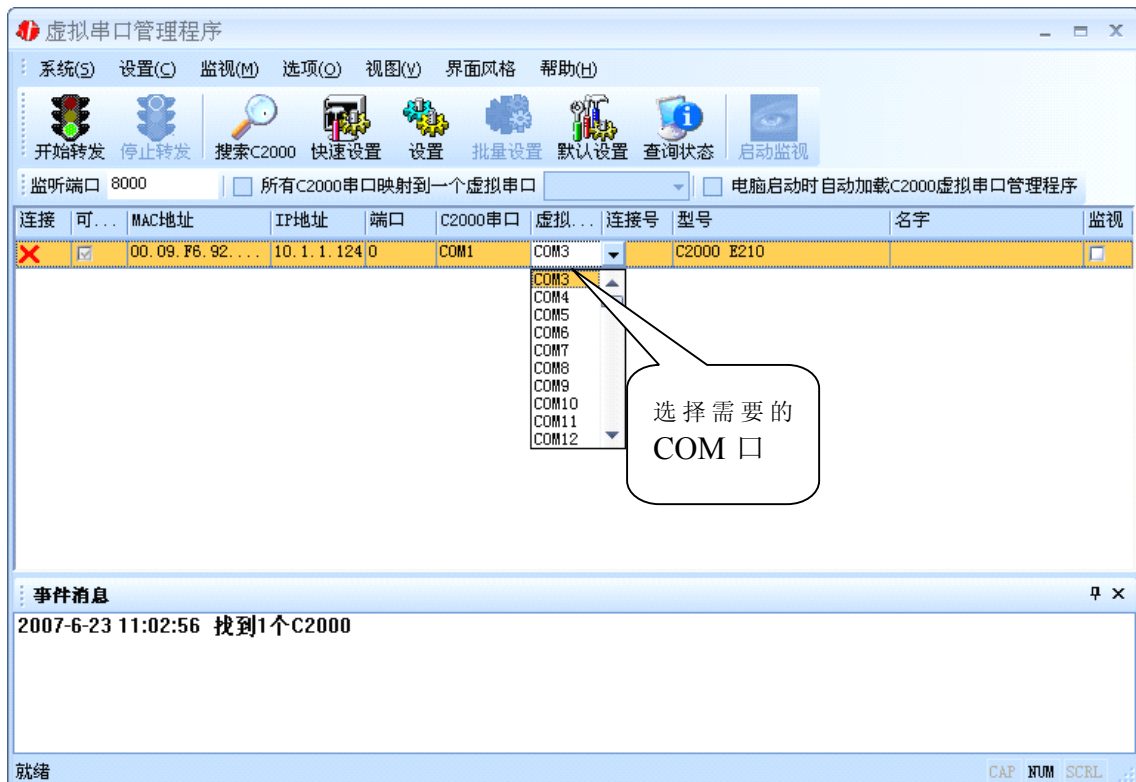 虚拟串口管理程序
系统(S) 设置(C) 监视(M) 选项(O) 视图(V) 界面风格 帮助(H)
开始转发 停止转发 搜索C2000 快速设置 设置 批量设置 默认设置 查询状态 启动监视
监听端口 8000 所有C2000串口映射到一个虚拟串口 电脑启动时自动加载C2000虚拟串口管理程序
连接 可... MAC地址 IP地址 端口 C2000串口 虚拟... 连接号 型号 名字 监视
00.09.F6.92.... 10.1.1.124 0 COM1 COM3 C2000 E210
COM3
COM4
COM5
COM6
COM7
COM8
COM9
COM10
COM11
COM12
选择需要的
COM 口
事件消息
2007-6-23 11:02:56 找到1个C2000
就绪 CAP NUM SCRL